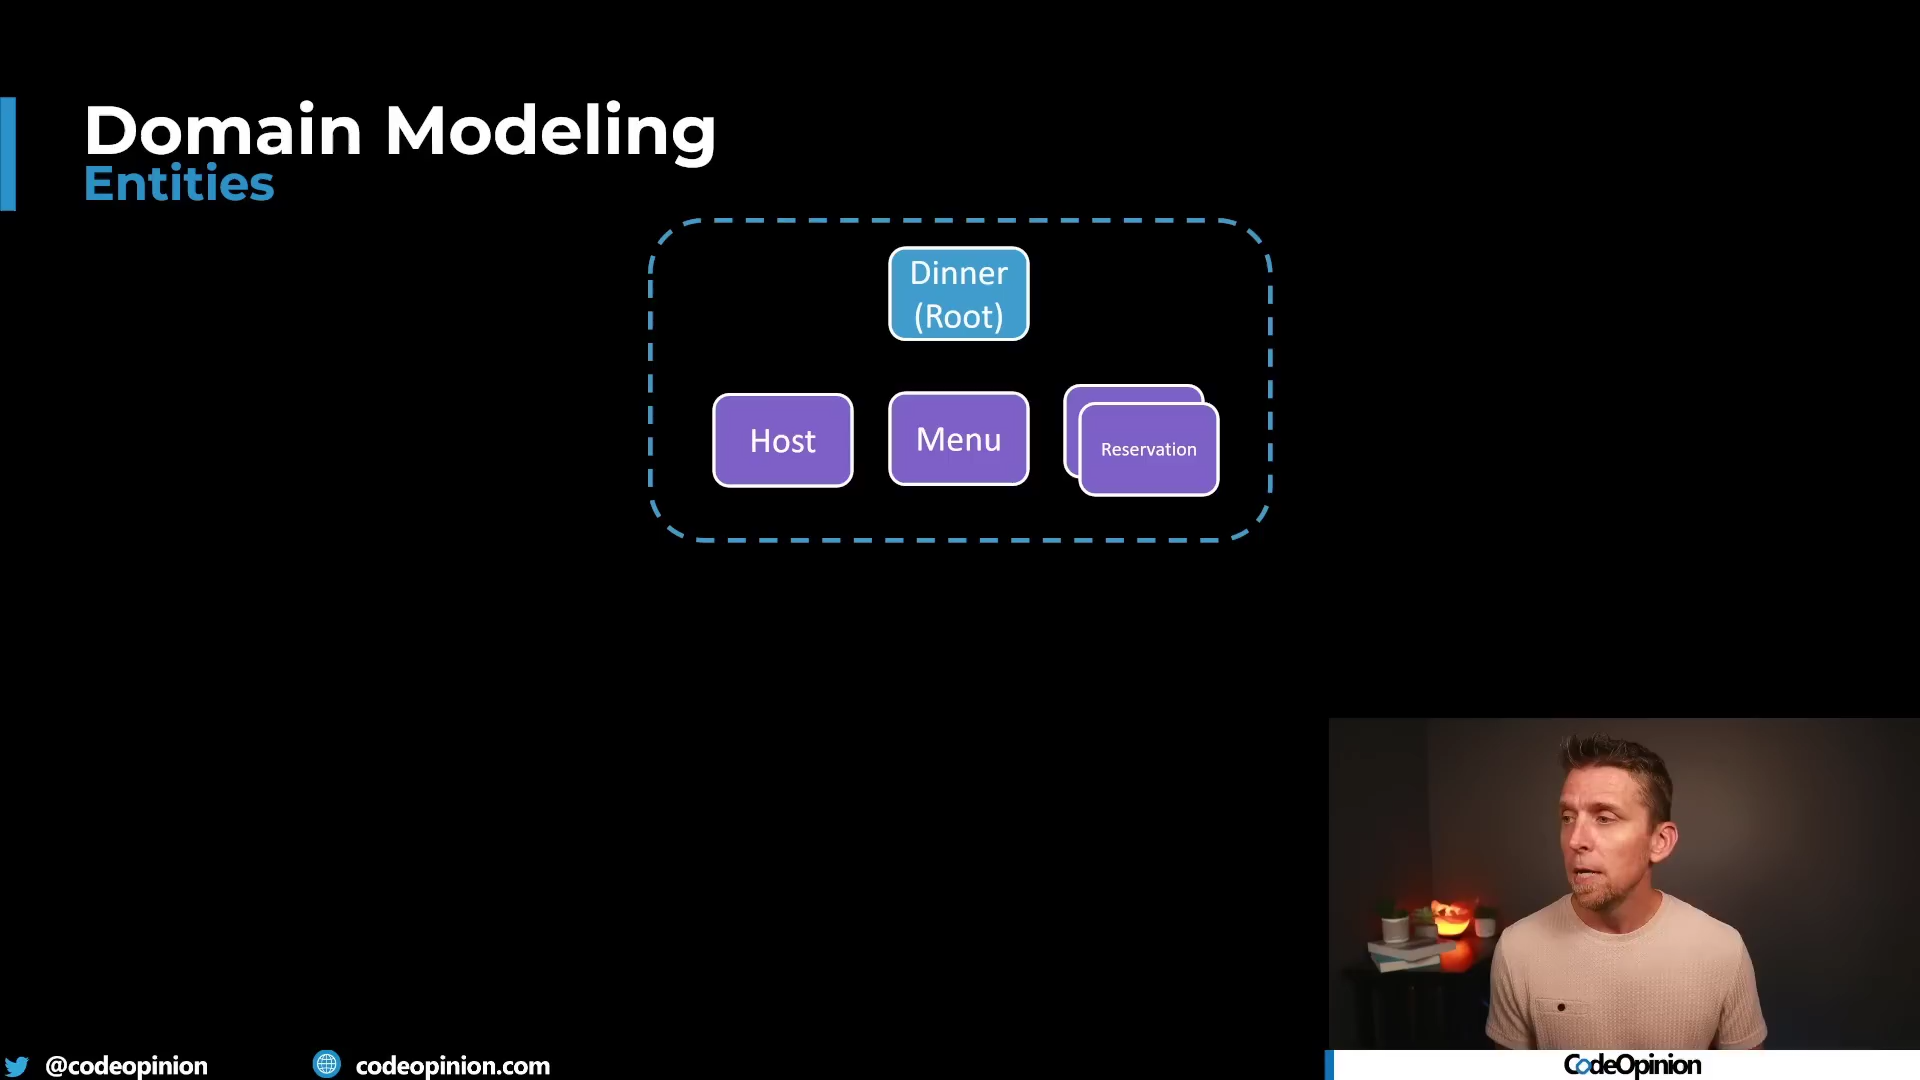 Domain Modeling
Entities
Dinner
(Root)
Host
Menu
Reservation
@codeopinion
codeopinion.com
CodeOpinion